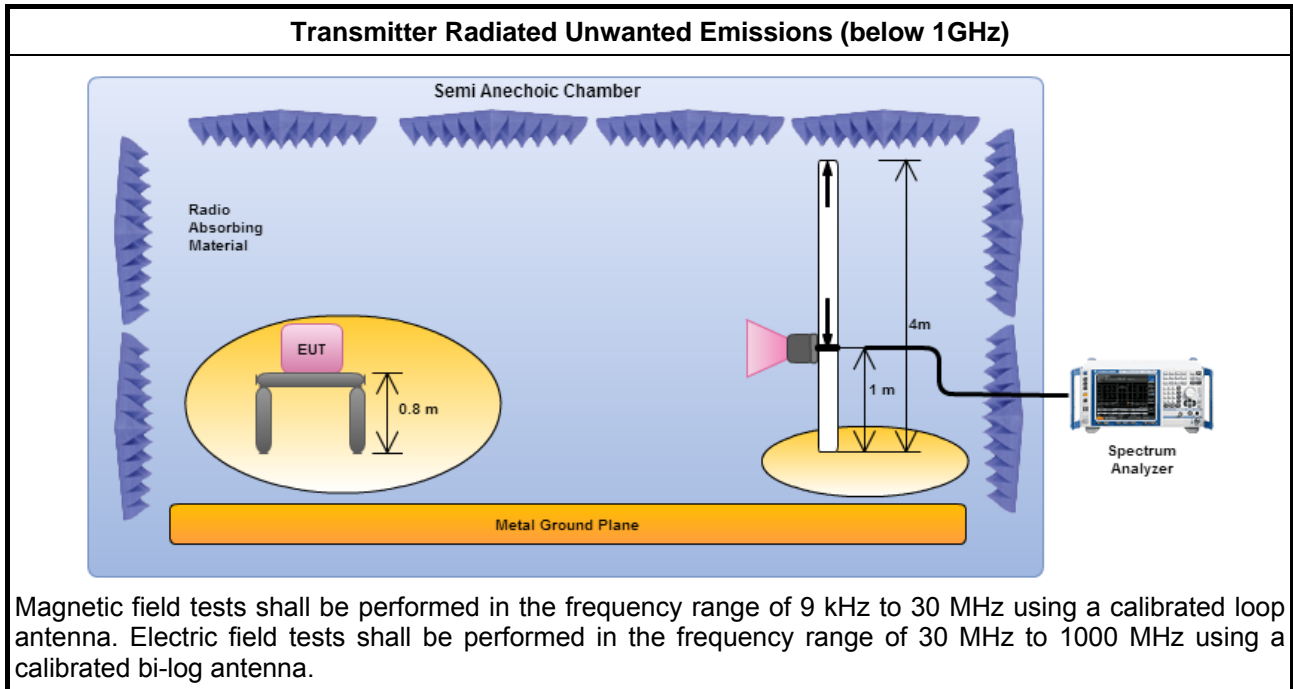 Transmitter Radiated Unwanted Emissions (below 1GHz)
Semi Anechoic Chamber
Radio
Absorbing
Material
EUT
0.8 m
4m
1 m
Spectrum
Analyzer
Metal Ground Plane
Magnetic field tests shall be performed in the frequency range of 9 kHz to 30 MHz using a calibrated loop
antenna. Electric field tests shall be performed in the frequency range of 30 MHz to 1000 MHz using a
calibrated bi-log antenna.